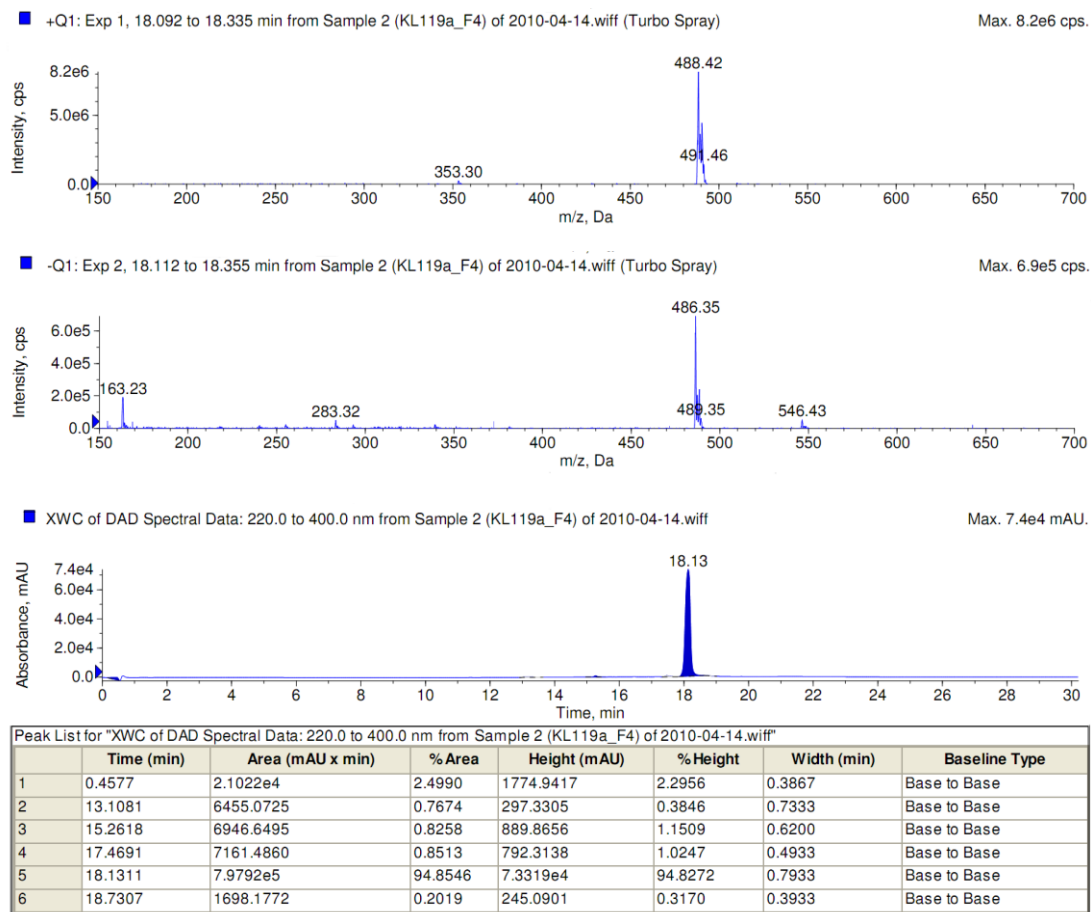 +Q1: Exp 1, 18.092 to 18.335 min from Sample 2 (KL119a_F4) of 2010-04-14.wiff (Turbo Spray) Max. 8.2e6 cps.
488.42
8.2e6
5.0e6
491.46
353.30
0.0
150 200 250 300 350 400 450 500 550 600 650 700
m/z, Da
Intensity, cps
-Q1: Exp 2, 18.112 to 18.355 min from Sample 2 (KL119a_F4) of 2010-04-14.wiff (Turbo Spray) Max. 6.9e5 cps.
486.35
6.0e5
4.0e5
2.0e5
163.23
283.32
489.35
546.43
0.0
150 200 250 300 350 400 450 500 550 600 650 700
m/z, Da
Intensity, cps
XWC of DAD Spectral Data: 220.0 to 400.0 nm from Sample 2 (KL119a_F4) of 2010-04-14.wiff Max. 7.4e4 mAU.
18.13
7.4e4
6.0e4
4.0e4
2.0e4
0.0
0 2 4 6 8 10 12 14 16 18 20 22 24 26 28 30
Time, min
Absorbance, mAU
Peak List for "XWC of DAD Spectral Data: 220.0 to 400.0 nm from Sample 2 (KL119a_F4) of 2010-04-14.wiff"
Time (min) Area (mAU x min) %Area Height (mAU) %Height Width (min) Baseline Type
1 0.4577 2.1022e4 2.4990 1774.9417 2.2956 0.3867 Base to Base
2 13.1081 6455.0725 0.7674 297.3305 0.3846 0.7333 Base to Base
3 15.2618 6946.6495 0.8258 889.8656 1.1509 0.6200 Base to Base
4 17.4691 7161.4860 0.8513 792.3138 1.0247 0.4933 Base to Base
5 18.1311 7.9792e5 94.8546 7.3319e4 94.8272 0.7933 Base to Base
6 18.7307 1698.1772 0.2019 245.0901 0.3170 0.3933 Base to Base